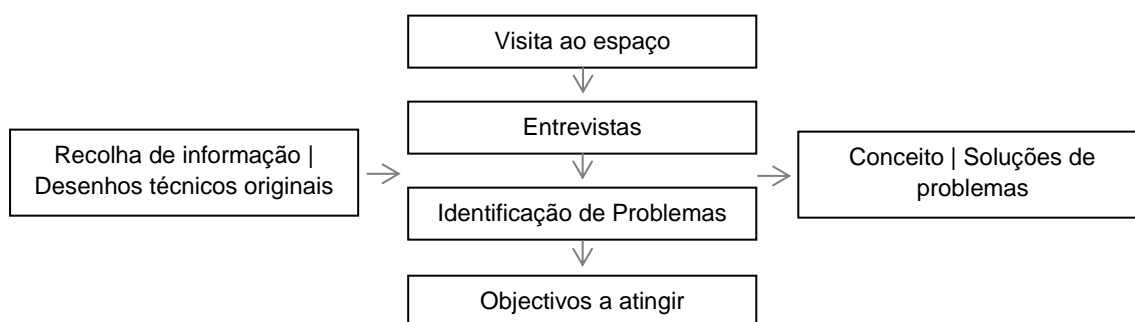 Visita ao espaço
Entrevistas
Recolha de informação |
Desenhos técnicos originais
Conceito | Soluções de
problemas
Identificação de Problemas
Objectivos a atingir